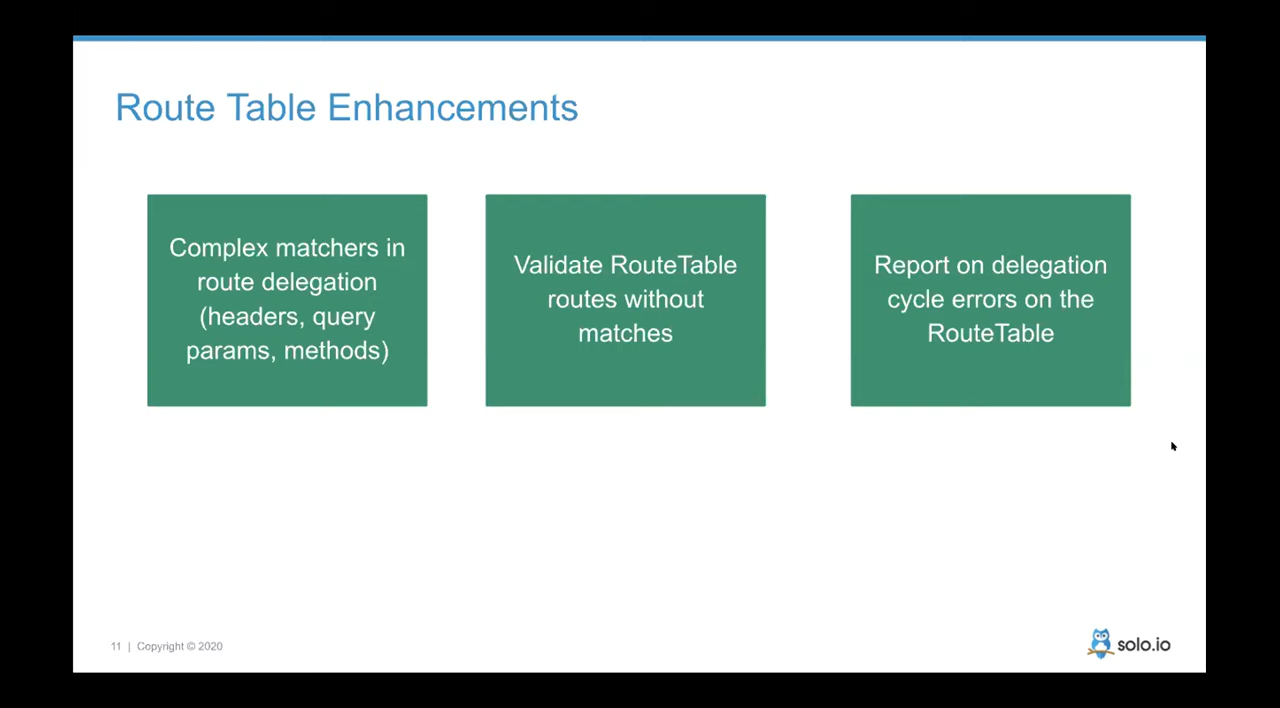 Route Table Enhancements
Complex matchers in
route delegation
(headers, query
params, methods)
Validate RouteTable
routes without
matches
Report on delegation
cycle errors on the
RouteTable
11 | Copyright © 2020
solo.io